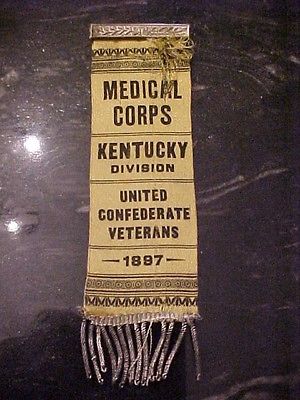 MEDICAL
CORPS
KENTUCKY
DIVISION
UNITED
CONFEDERATE
VETERANS
1897